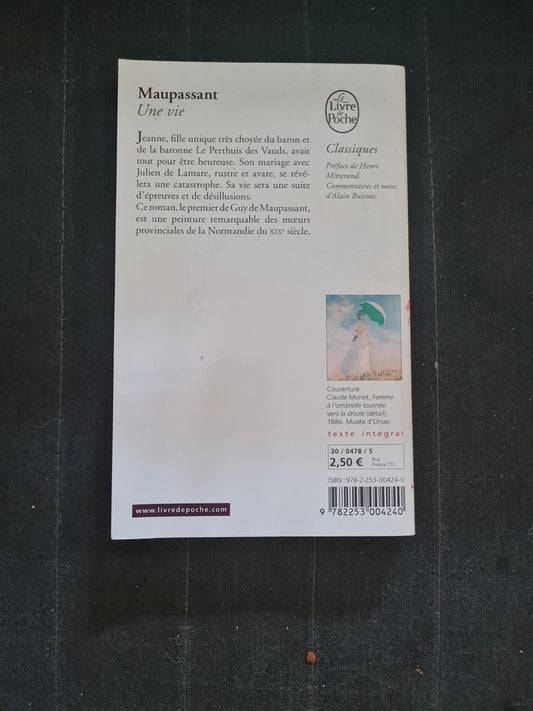 Maupassant
Une vie
Jeanne, fille unique très choyée du baron et
de la baronne Le Perthuis des Vauds, avait
tout pour être heureuse. Son mariage avec
Julien de Lamare, rustre et avare, se révé-
lera une catastrophe. Sa vie sera une suite
d'épreuves et de désillusions.
Ce roman, le premier de Guy de Maupassant,
est une peinture remarquable des mœurs
provinciales de la Normandie du XIXe siècle.
Le
Livre
de
Poche
Classiques
Préface de Henri
Mitterand.
Commentaires et notes
d'Alain Buisine.
Couverture :
Claude Monet, Femme
à l'ombrelle tournée
vers la droite (détail),
1886. Musée d'Orsay.
texte intégral
30 / 0478 / 5
2,50 € Prix
France TTC
ISBN : 978-2-253-00424-0
9 782253 004240
www.livredepoche.com